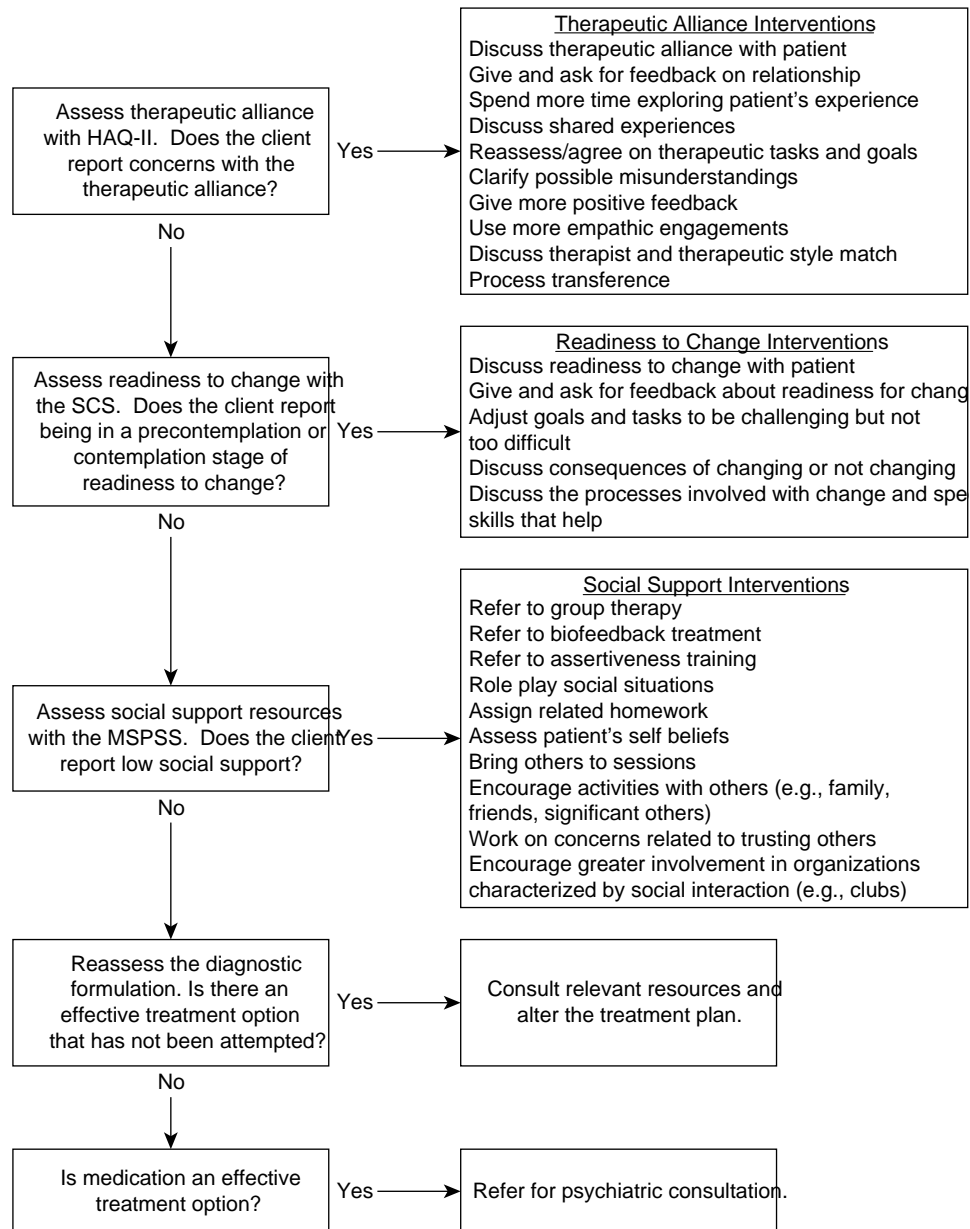 Assess therapeutic alliance
with HAQ-II.  Does the client
report concerns with the
therapeutic alliance?
Yes
Therapeutic Alliance Interventions
Discuss therapeutic alliance with patient
Give and ask for feedback on relationship
Spend more time exploring patient's experience
Discuss shared experiences
Reassess/agree on therapeutic tasks and goals
Clarify possible misunderstandings
Give more positive feedback
Use more empathic engagements
Discuss therapist and therapeutic style match
Process transference
No
Assess readiness to change with
the SCS.  Does the client report
being in a precontemplation or
contemplation stage of
readiness to change?
Yes
Readiness to Change Interventions
Discuss readiness to change with patient
Give and ask for feedback about readiness for chang
Adjust goals and tasks to be challenging but not
too difficult
Discuss consequences of changing or not changing
Discuss the processes involved with change and spe
skills that help
No
Assess social support resources
with the MSPSS.  Does the client
report low social support?
Yes
Social Support Interventions
Refer to group therapy
Refer to biofeedback treatment
Refer to assertiveness training
Role play social situations
Assign related homework
Assess patient's self beliefs
Bring others to sessions
Encourage activities with others (e.g., family,
friends, significant others)
Work on concerns related to trusting others
Encourage greater involvement in organizations
characterized by social interaction (e.g., clubs)
No
Reassess the diagnostic
formulation. Is there an
effective treatment option
that has not been attempted?
Yes
Consult relevant resources and
alter the treatment plan.
No
Is medication an effective
treatment option?
Yes
Refer for psychiatric consultation.